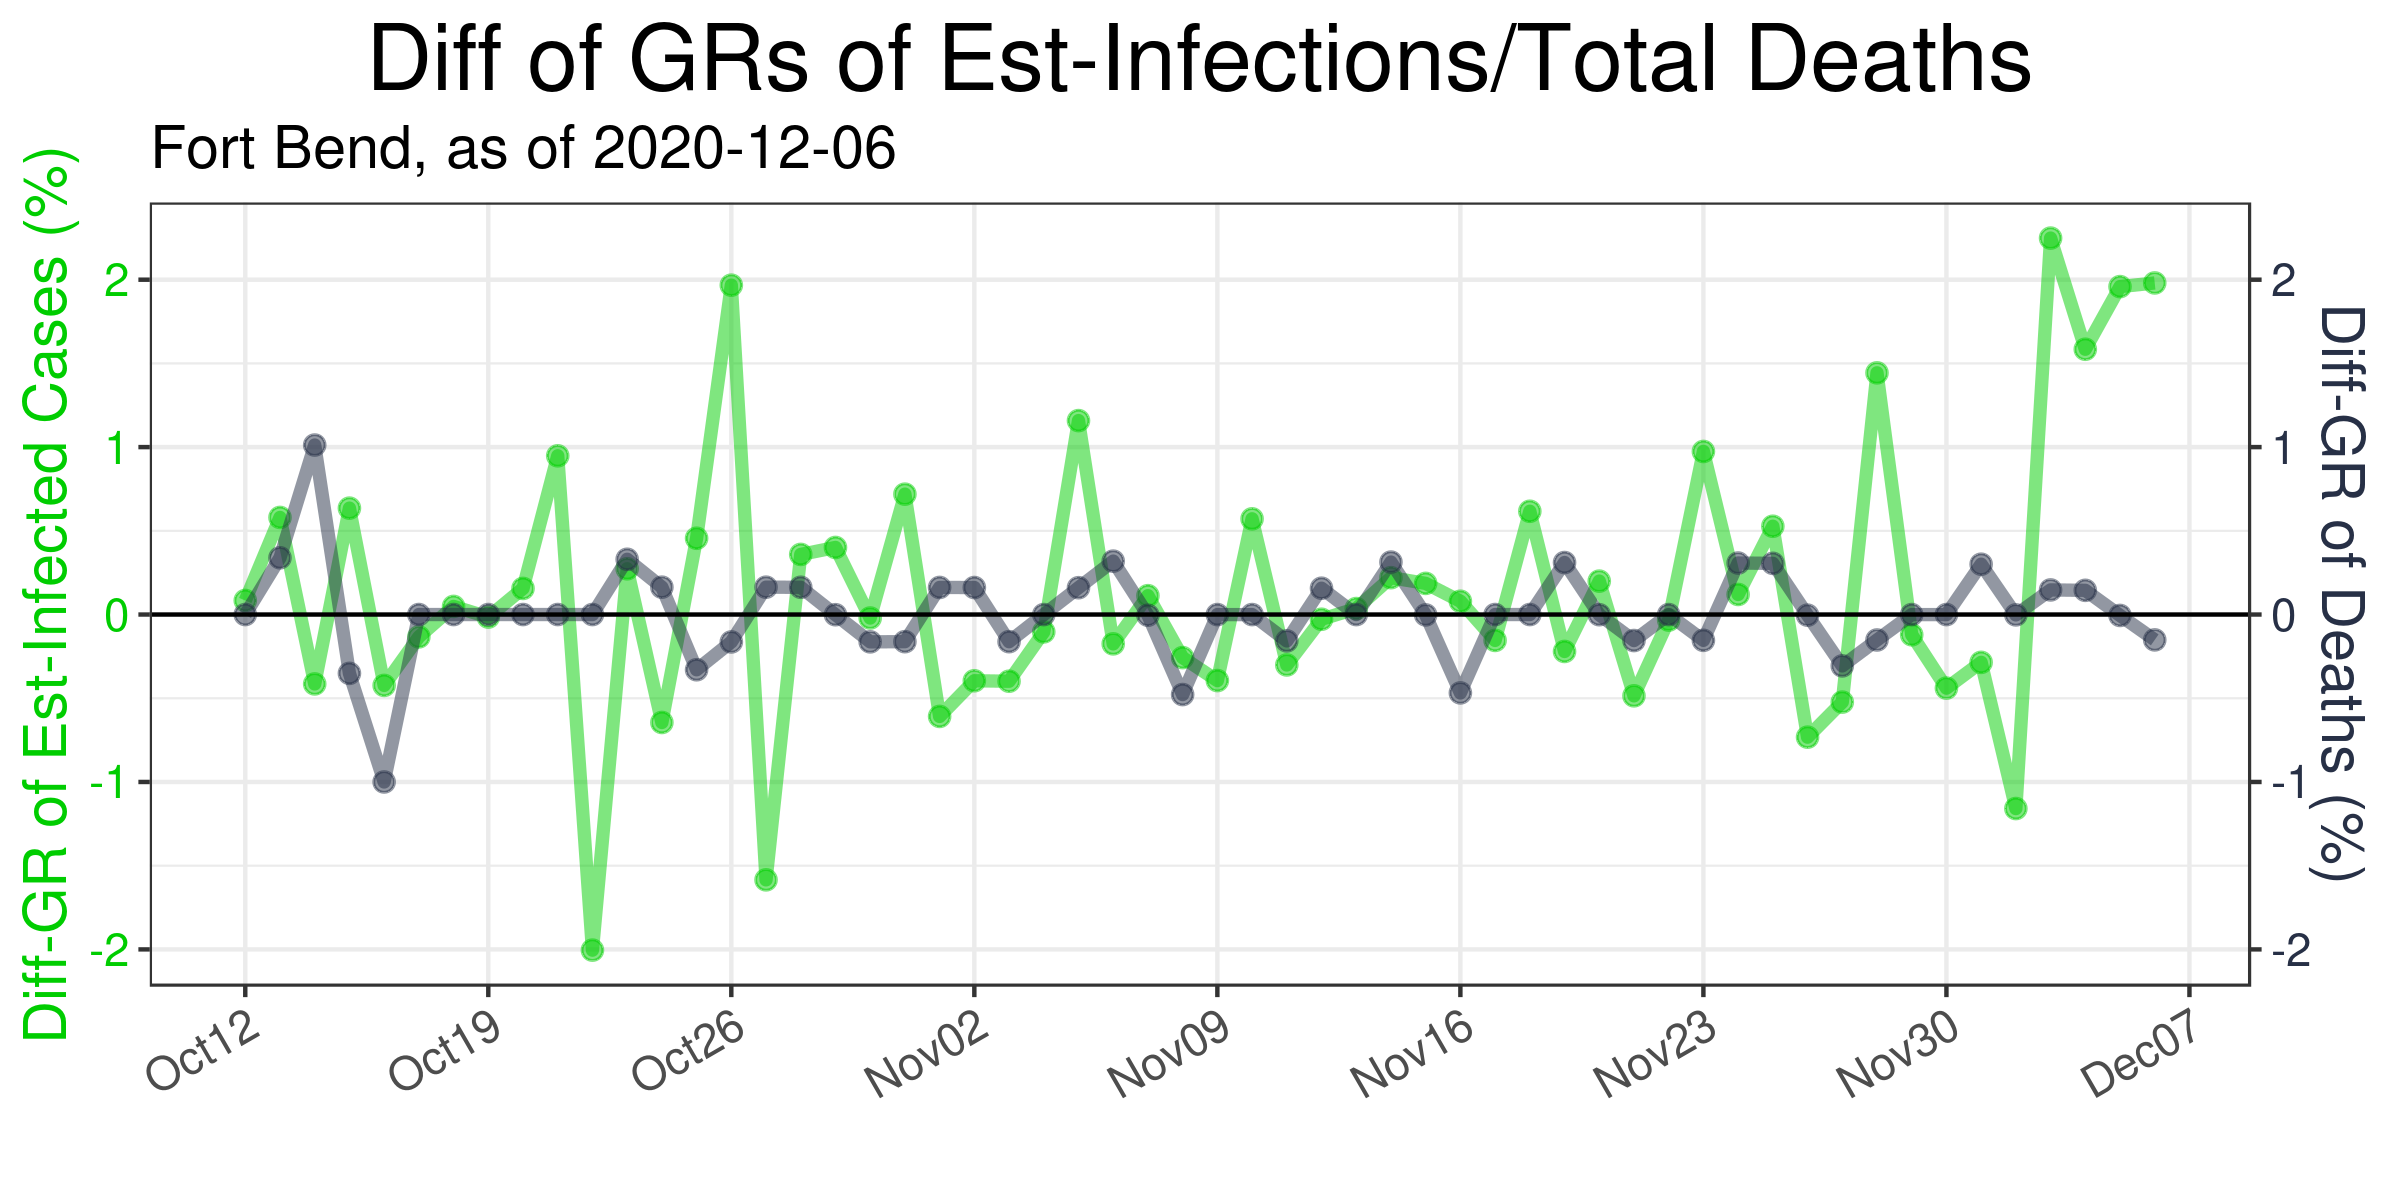 Diff of GRs of Est-Infections/Total Deaths
Fort Bend, as of 2020-12-06
Diff-GR of Est-Infected Cases (%)
2
1
0
-1
-2
2
1
0
-1
-2
Diff-GR of Deaths (%)
Oct12
Oct19
Oct26
Nov02
Nov09
Nov16
Nov23
Nov30
Dec07